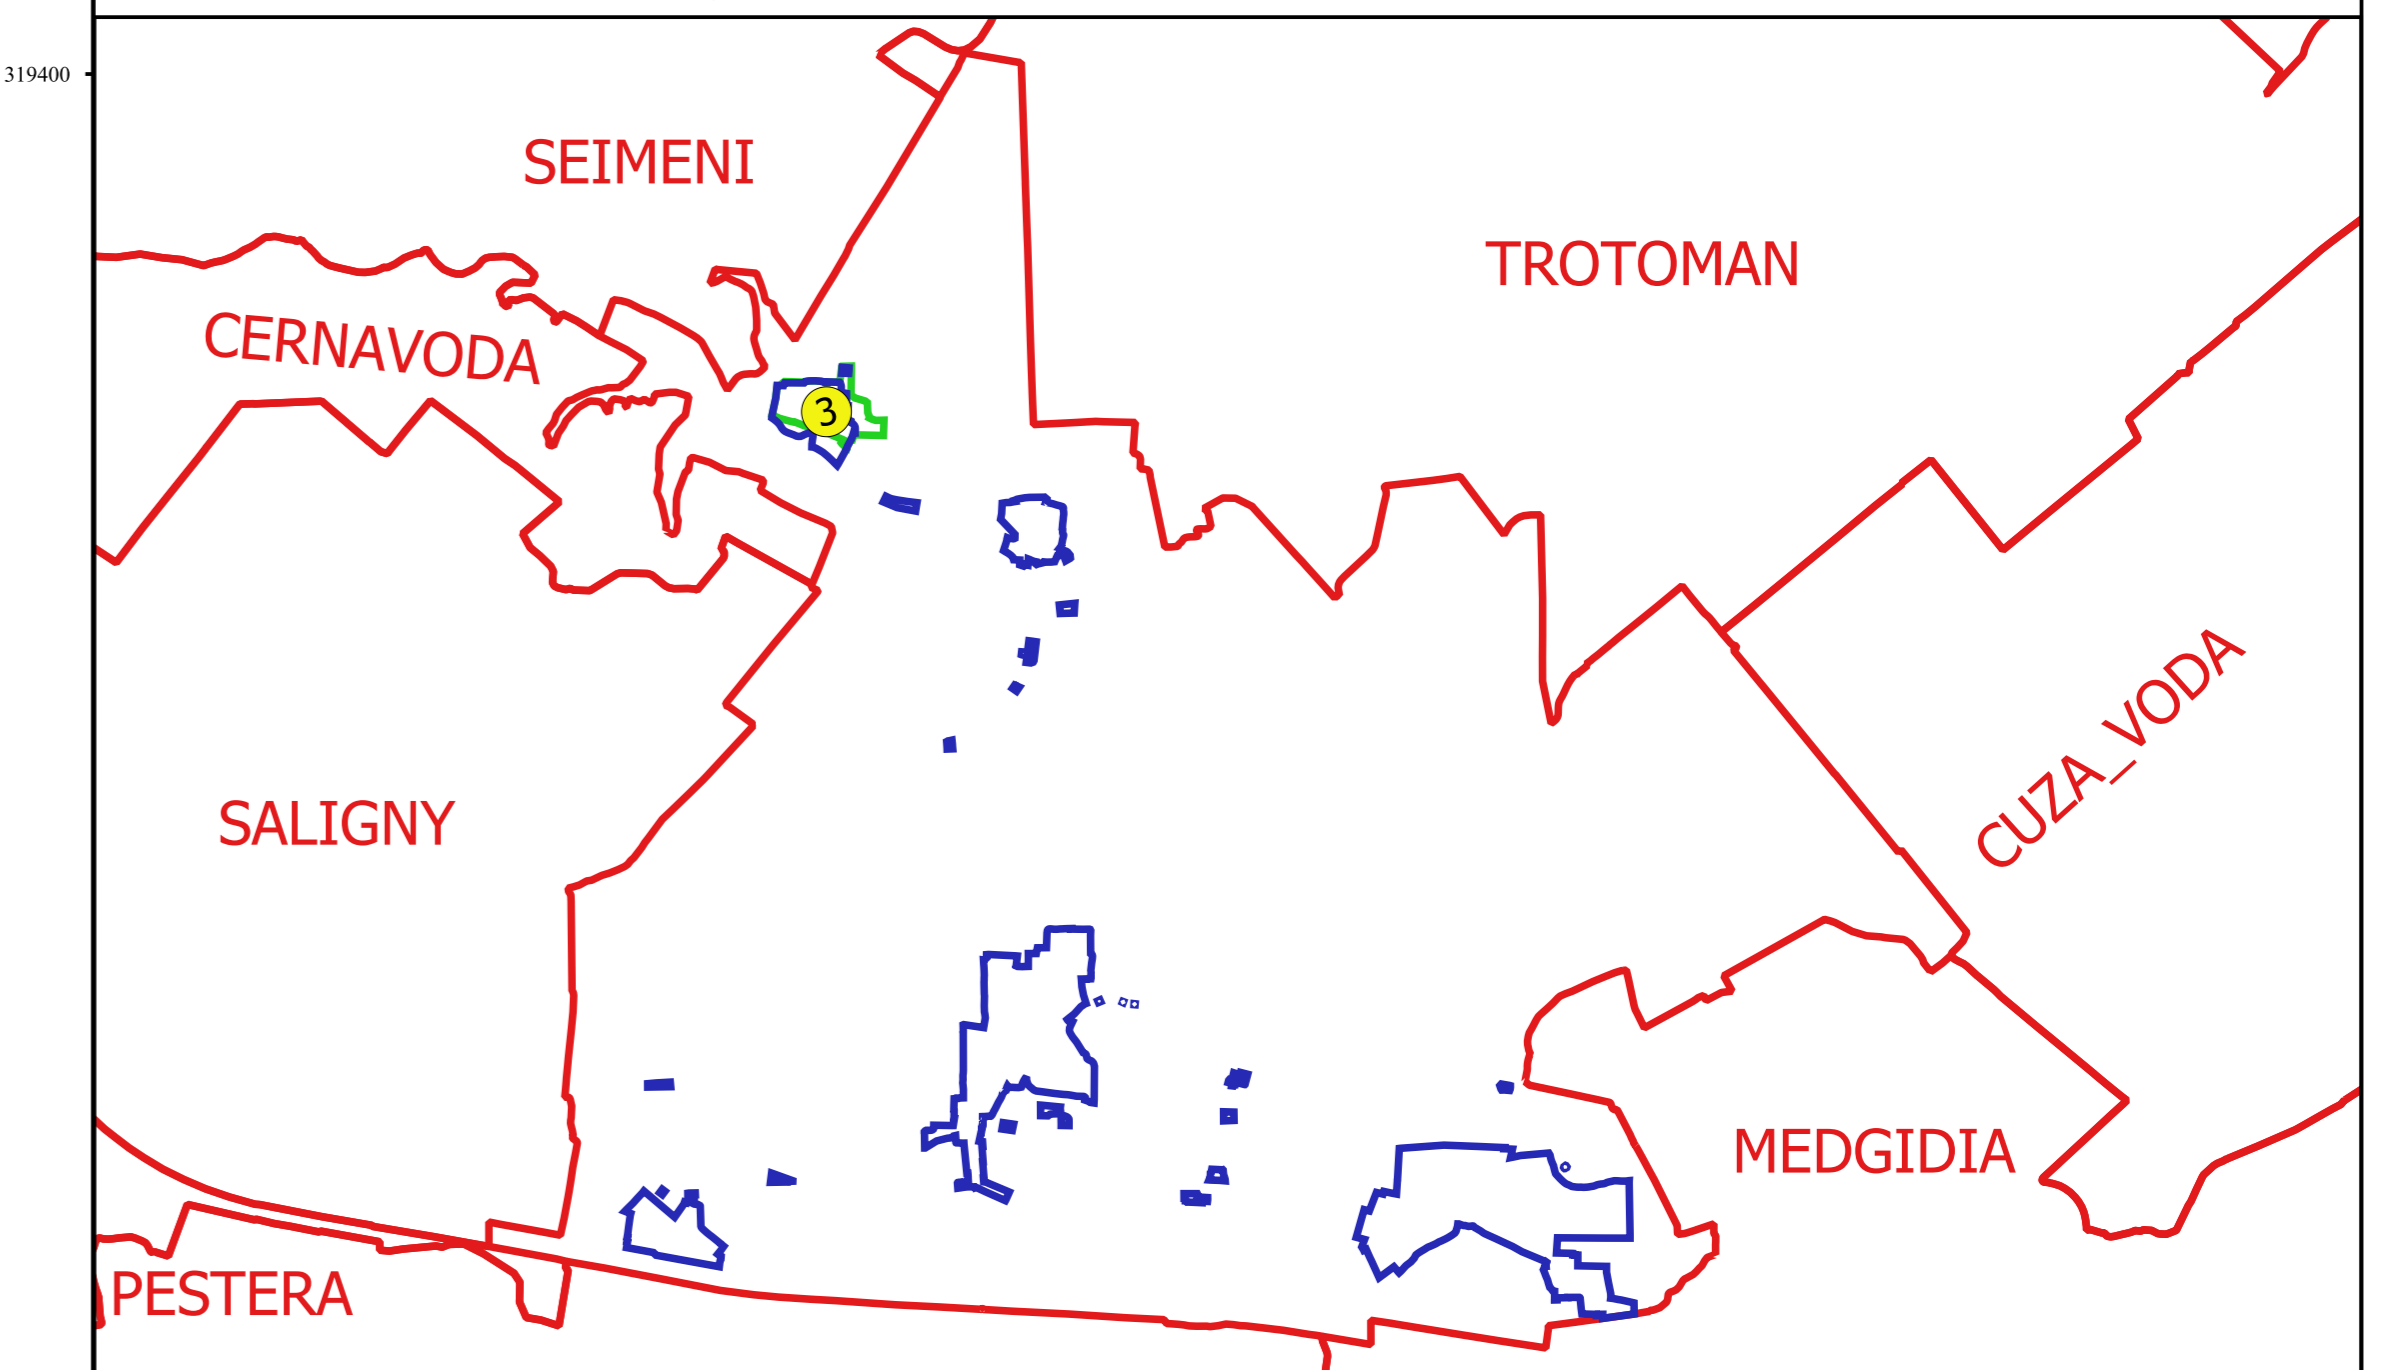 319400
SEIMENI
TROTOMAN
CERNAVODA
3
CUZA_VODA
SALIGNY
MEDGIDIA
PESTERA